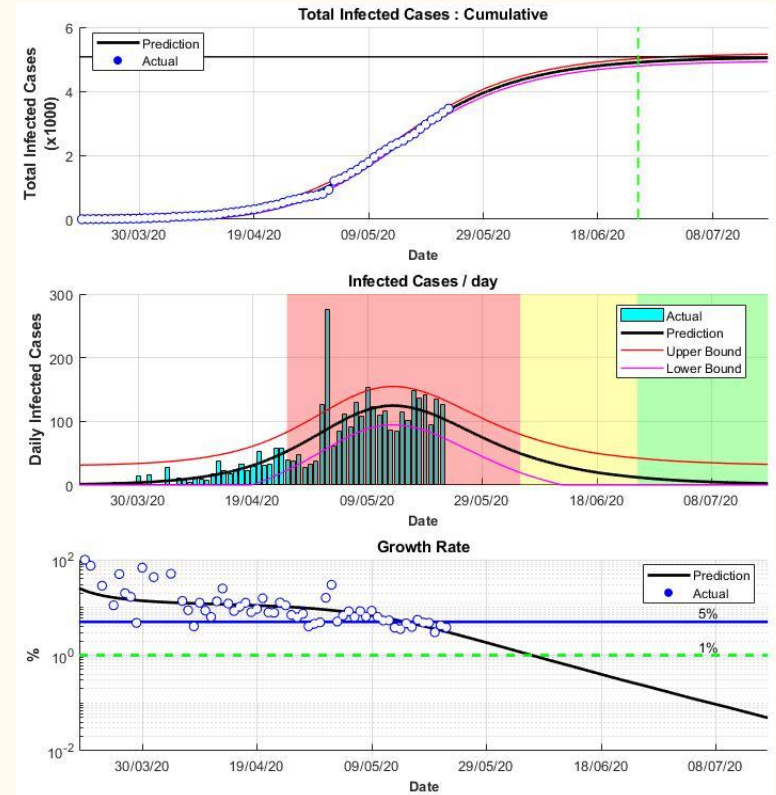 Total Infected Cases : Cumulative
Total Infected Cases
(x1000)
6
4
2
0
Prediction
Actual
30/03/20 19/04/20 09/05/20 29/05/20 18/06/20 08/07/20
Date
Infected Cases / day
Daily Infected Cases
300
200
100
0
Actual
Prediction
Upper Bound
Lower Bound
30/03/20 19/04/20 09/05/20 29/05/20 18/06/20 08/07/20
Date
Growth Rate
%
10^2
10^0
10^-2
Prediction
Actual
5%
1%
30/03/20 19/04/20 09/05/20 29/05/20 18/06/20 08/07/20
Date